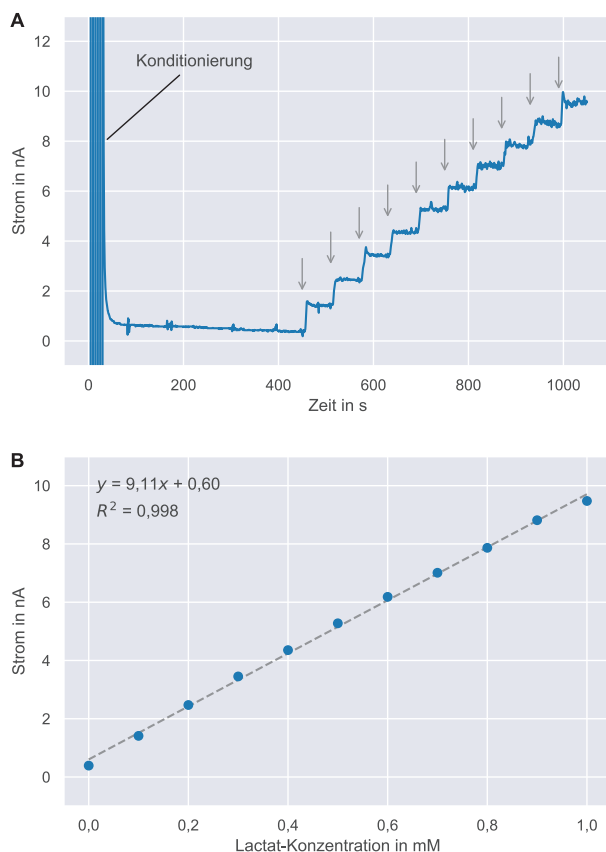 A
Konditionierung
Strom in nA
12
10
8
6
4
2
0
0 200 400 600 800 1000
Zeit in s
B
y = 9,11x + 0,60
R² = 0,998
Strom in nA
10
8
6
4
2
0
0,0 0,2 0,4 0,6 0,8 1,0
Lactat-Konzentration in mM